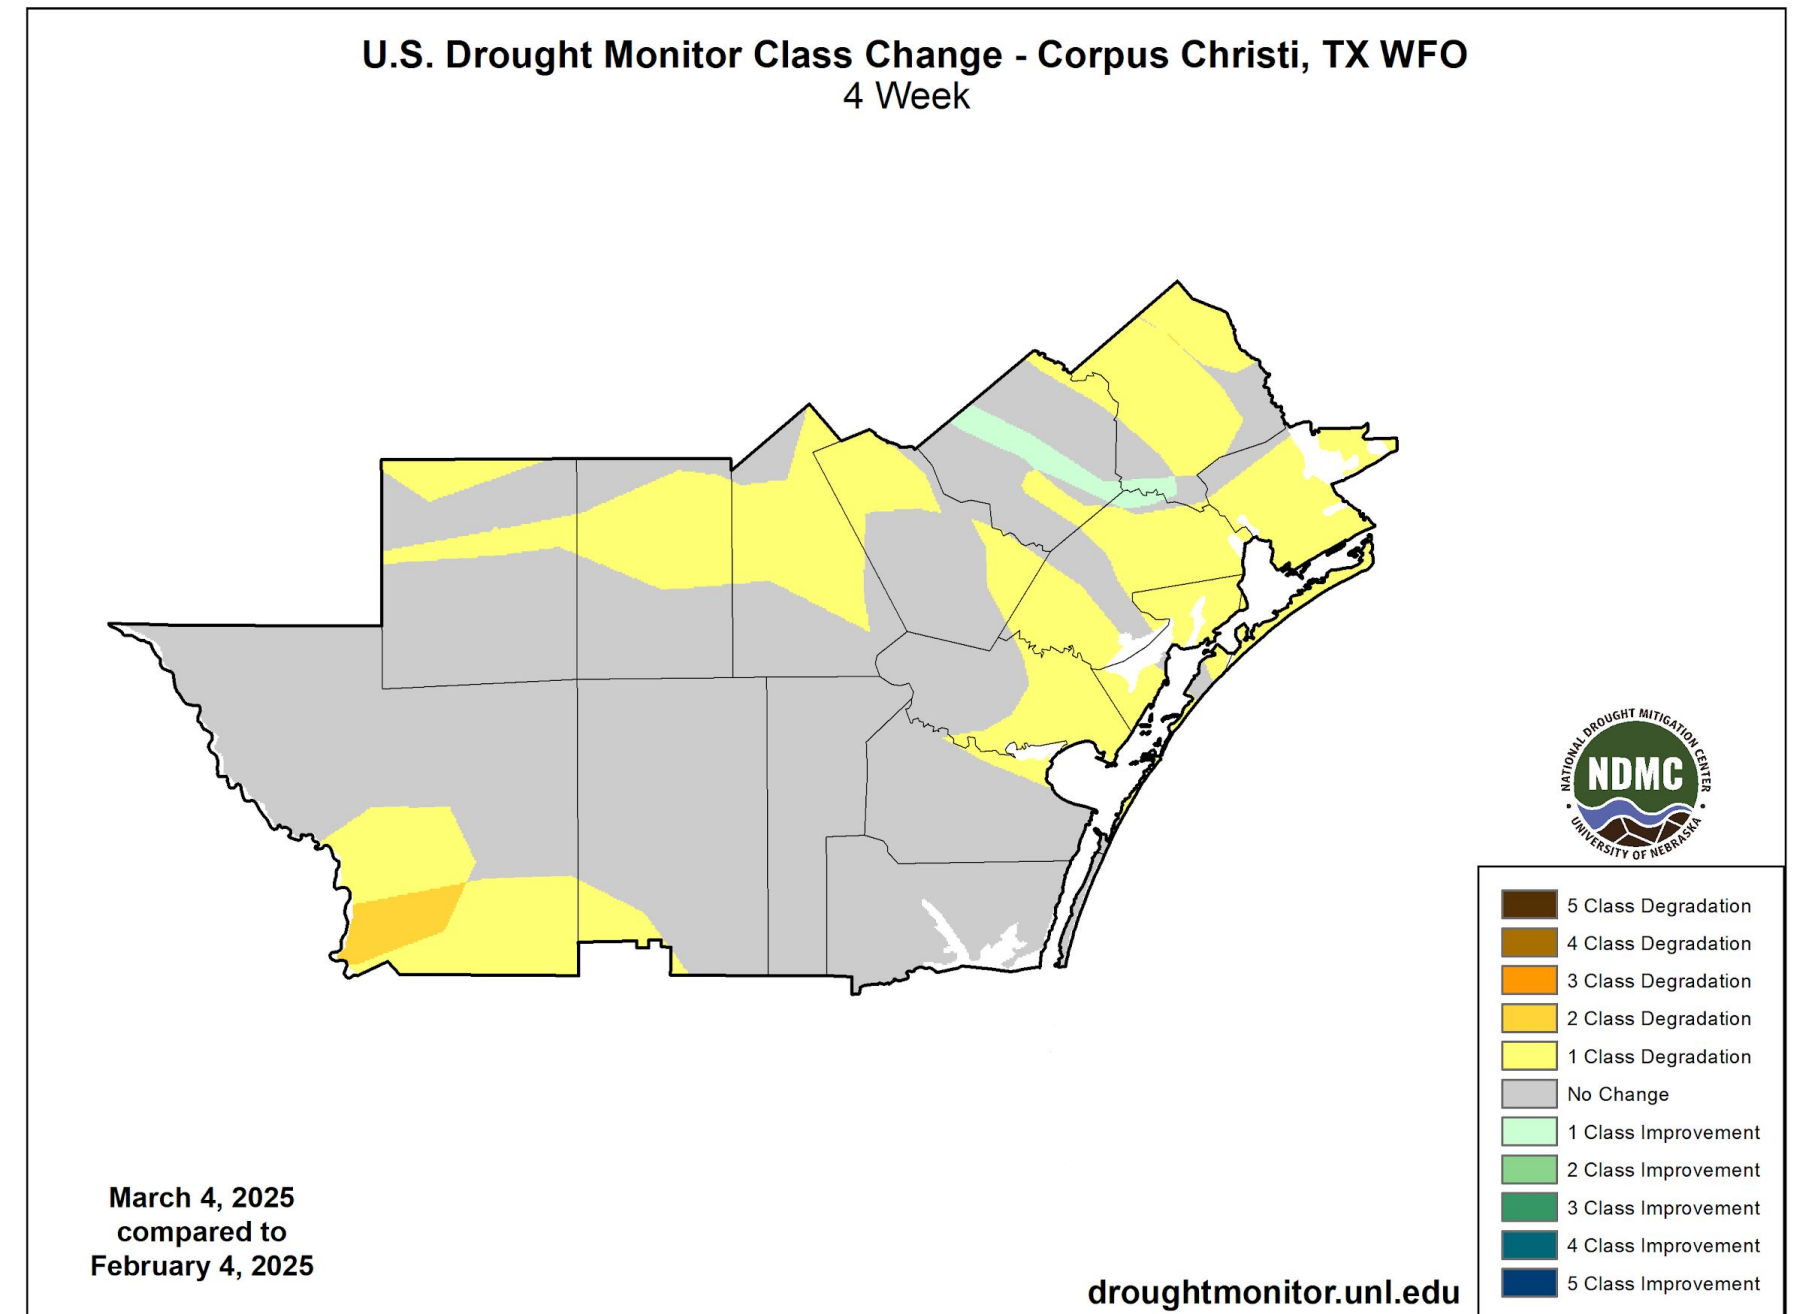 U.S. Drought Monitor Class Change - Corpus Christi, TX WFO
4 Week
NATIONAL DROUGHT MITIGATION CENTER
NDMC
UNIVERSITY OF NEBRASKA
5 Class Degradation
4 Class Degradation
3 Class Degradation
2 Class Degradation
1 Class Degradation
No Change
1 Class Improvement
2 Class Improvement
3 Class Improvement
4 Class Improvement
5 Class Improvement
March 4, 2025
compared to
February 4, 2025
droughtmonitor.unl.edu